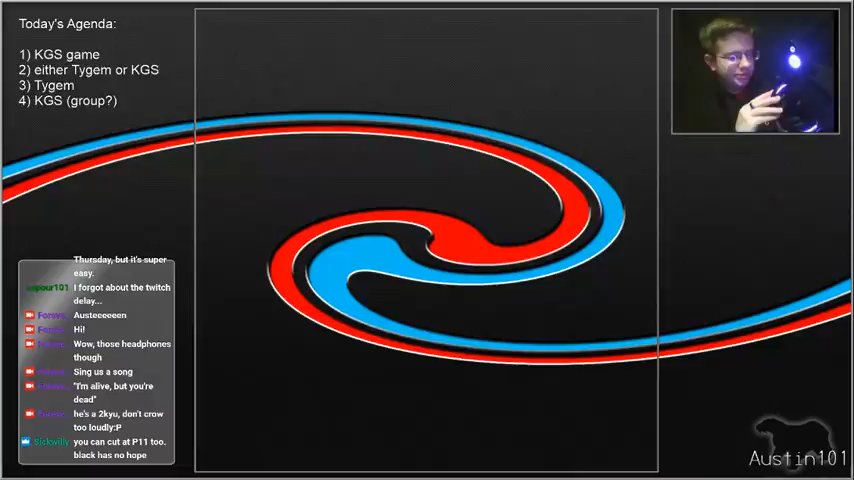 Today's Agenda:
1) KGS game
2) either Tygem or KGS
3) Tygem
4) KGS (group?)
Thursday, but it's super
easy.
I forgot about the twitch
delay...
Austeeeeen
Hi!
Wow, those headphones
though
Sing us a song
"I'm alive, but you're
dead"
he's a 2kyu, don't crow
too loudly:P
Sickwilly you can cut at P11 too.
black has no hope
Austin101